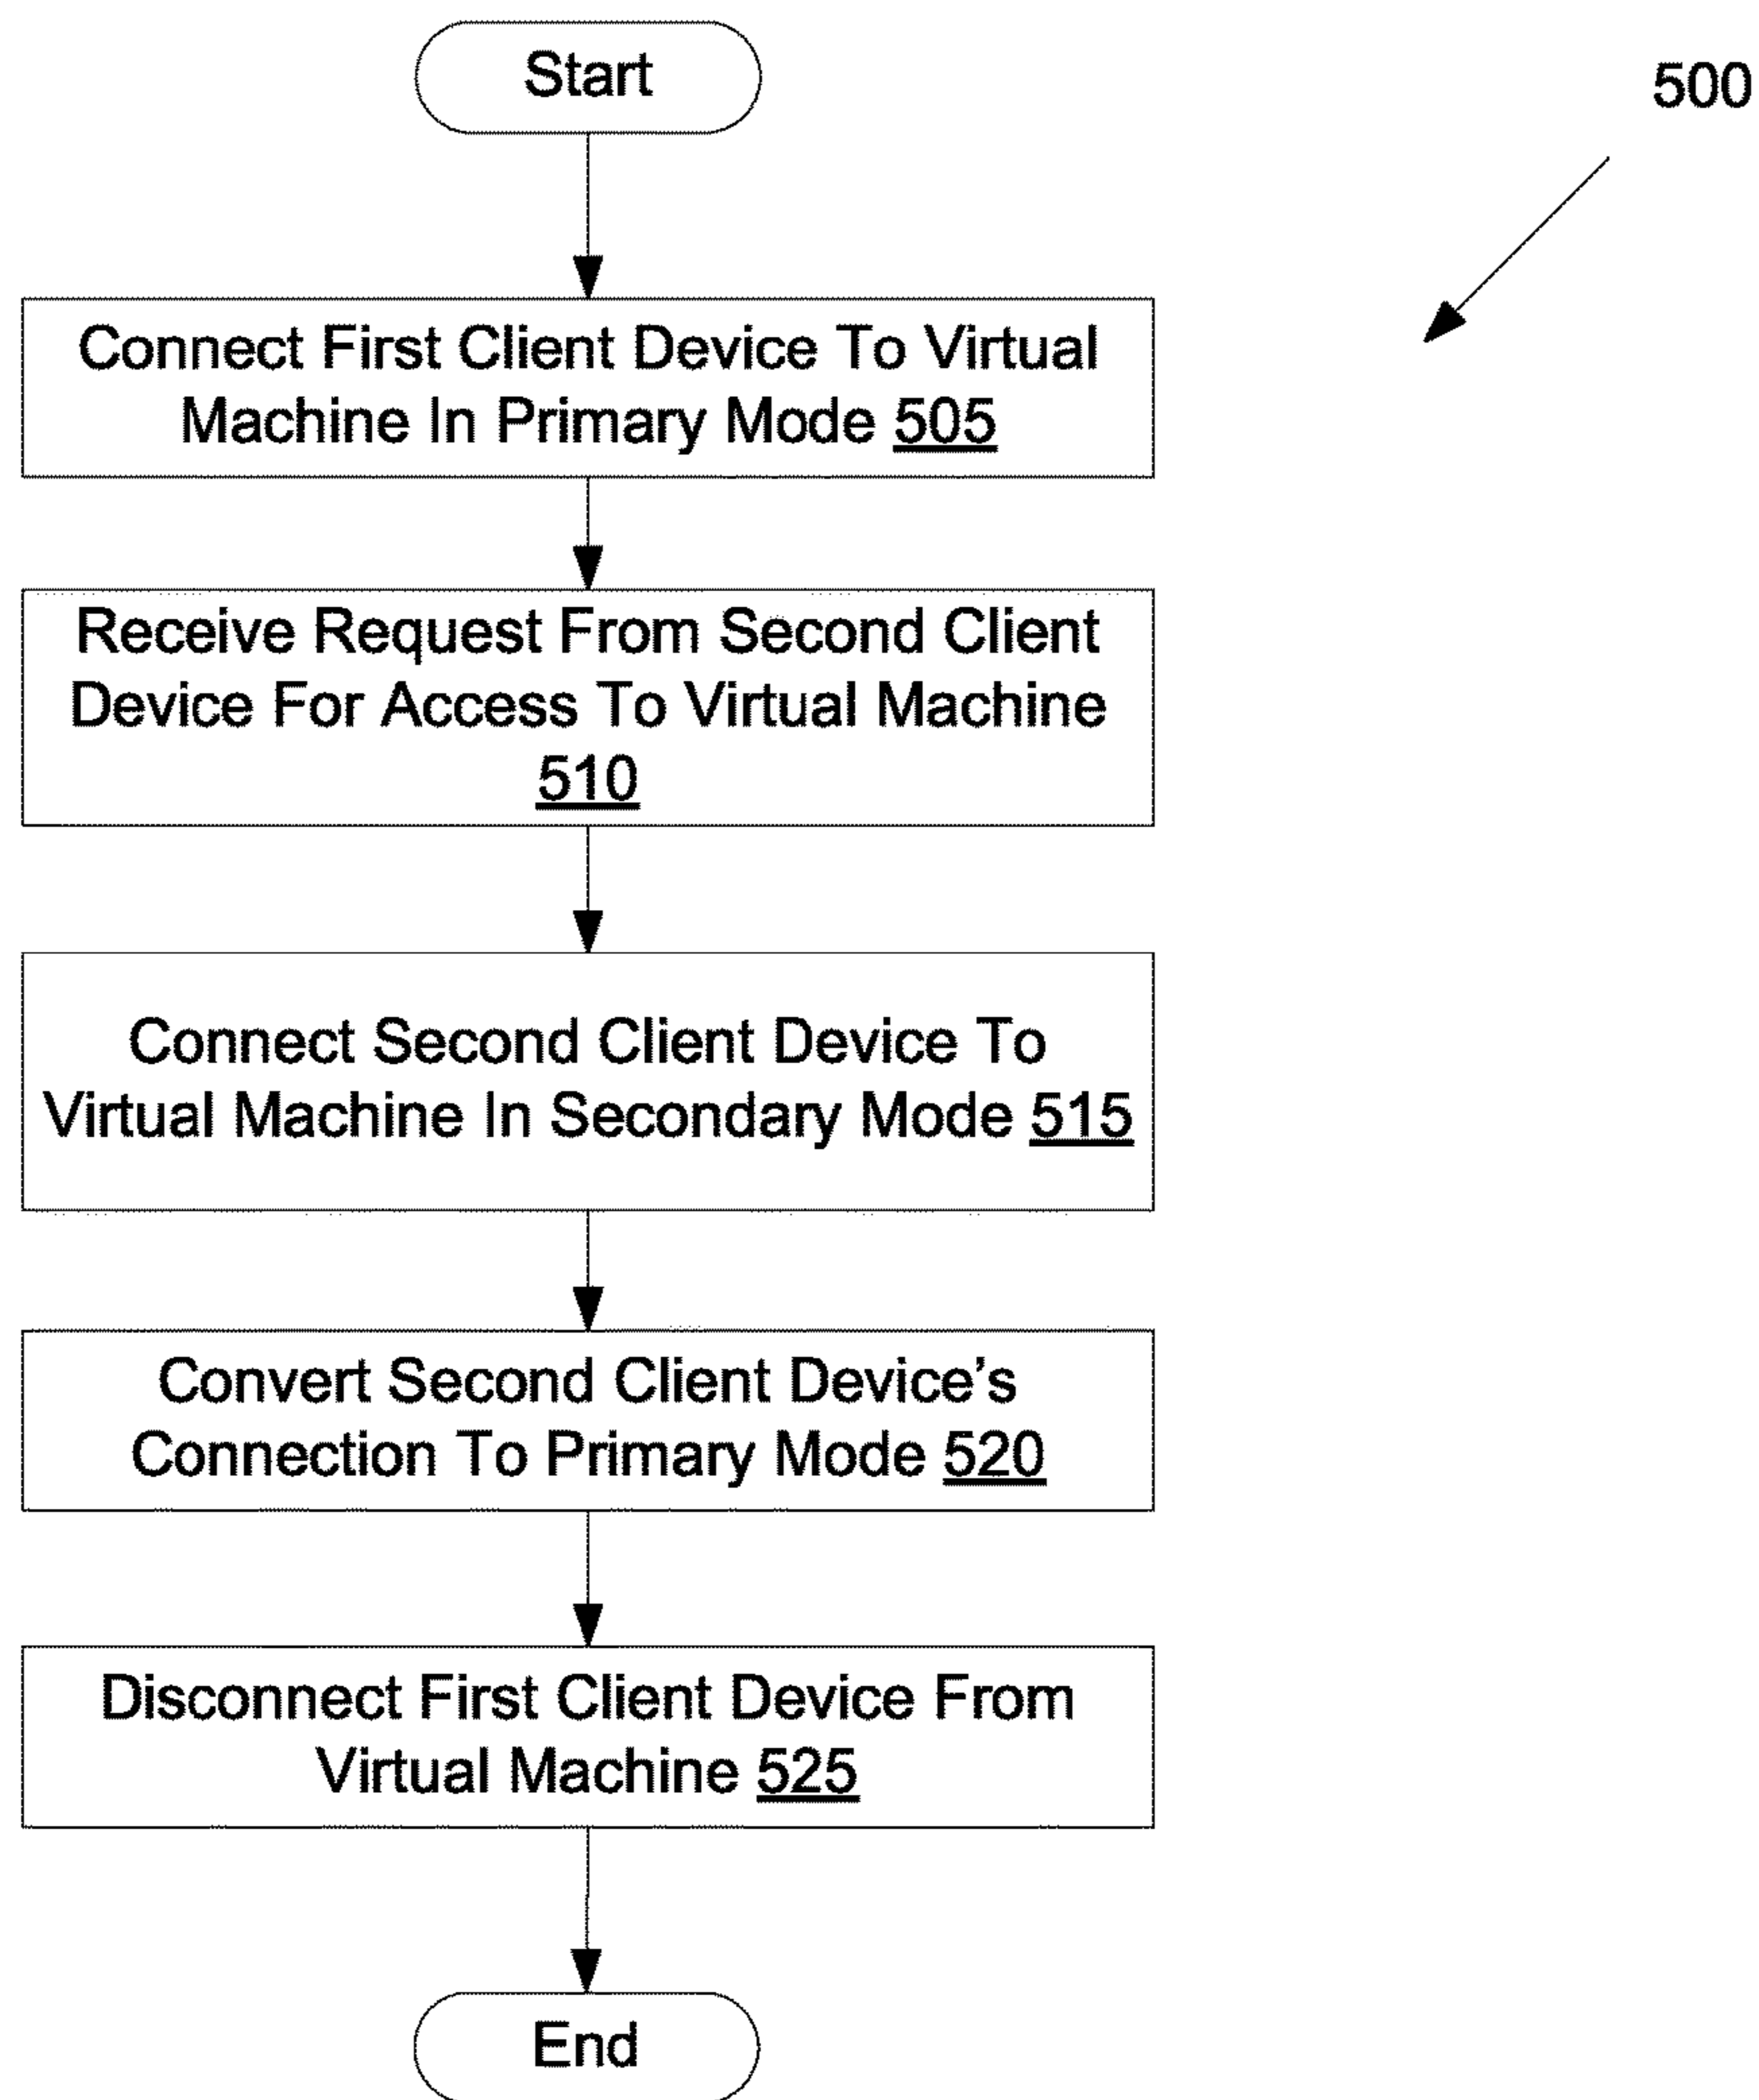 Start
500
Connect First Client Device To Virtual
Machine In Primary Mode 505
Receive Request From Second Client
Device For Access To Virtual Machine
510
Connect Second Client Device To
Virtual Machine In Secondary Mode 515
Convert Second Client Device’s
Connection To Primary Mode 520
Disconnect First Client Device From
Virtual Machine 525
End